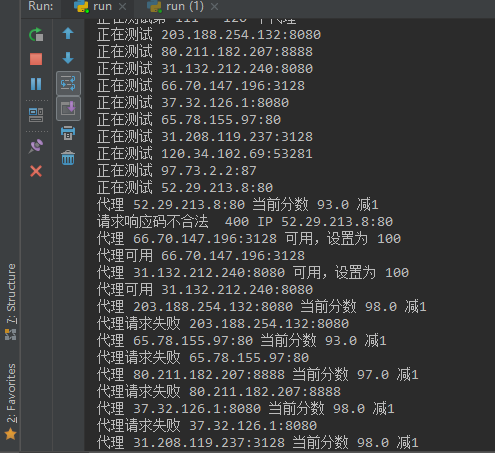 Run: run × run (1) ×
正在测试第 111 - 120 个代理
正在测试 203.188.254.132:8080
正在测试 80.211.182.207:8888
正在测试 31.132.212.240:8080
正在测试 66.70.147.196:3128
正在测试 37.32.126.1:8080
正在测试 65.78.155.97:80
正在测试 31.208.119.237:3128
正在测试 120.34.102.69:53281
正在测试 97.73.2.2:87
正在测试 52.29.213.8:80
代理 52.29.213.8:80 当前分数 93.0 减1
请求响应码不合法  400 IP 52.29.213.8:80
代理 66.70.147.196:3128 可用，设置为 100
代理可用 66.70.147.196:3128
代理 31.132.212.240:8080 可用，设置为 100
代理可用 31.132.212.240:8080
代理 203.188.254.132:8080 当前分数 98.0 减1
代理请求失败 203.188.254.132:8080
代理 65.78.155.97:80 当前分数 93.0 减1
代理请求失败 65.78.155.97:80
代理 80.211.182.207:8888 当前分数 97.0 减1
代理请求失败 80.211.182.207:8888
代理 37.32.126.1:8080 当前分数 98.0 减1
代理请求失败 37.32.126.1:8080
代理 31.208.119.237:3128 当前分数 98.0 减1
7: Structure
2: Favorites